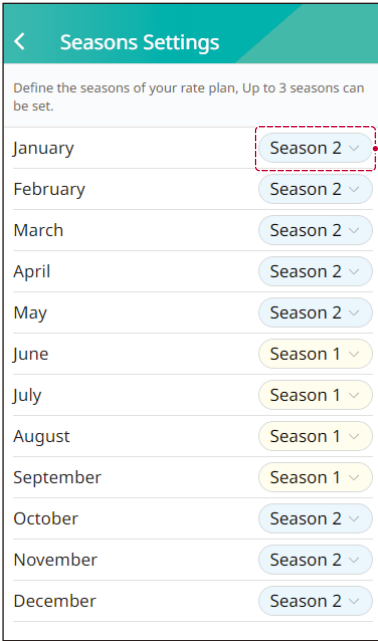 Seasons Settings
Define the seasons of your rate plan, Up to 3 seasons can
be set.
January Season 2
February Season 2
March Season 2
April Season 2
May Season 2
June Season 1
July Season 1
August Season 1
September Season 1
October Season 2
November Season 2
December Season 2